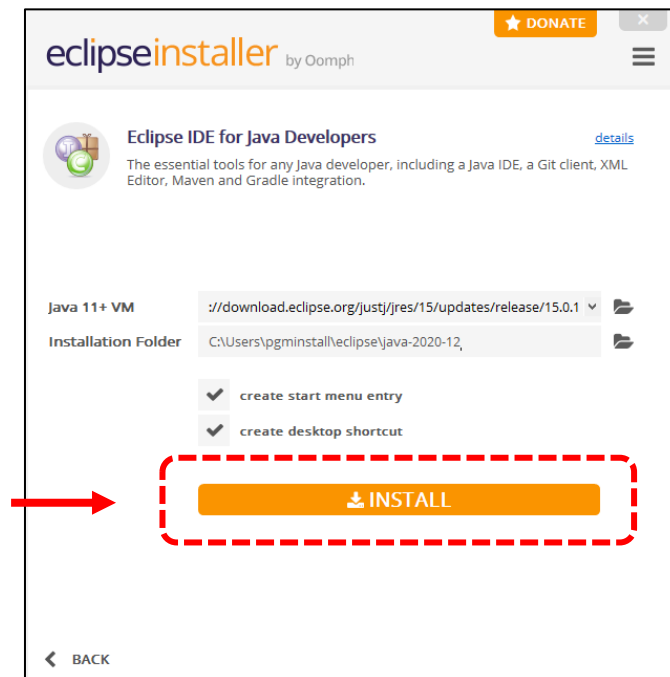 DONATE
eclipseinstaller by Oomph
Eclipse IDE for Java Developers
details
The essential tools for any Java developer, including a Java IDE, a Git client, XML
Editor, Maven and Gradle integration.
Java 11+ VM
://download.eclipse.org/justj/jres/15/updates/release/15.0.1
Installation Folder
C:\Users\pgminstall\eclipse\java-2020-12
create start menu entry
create desktop shortcut
INSTALL
BACK